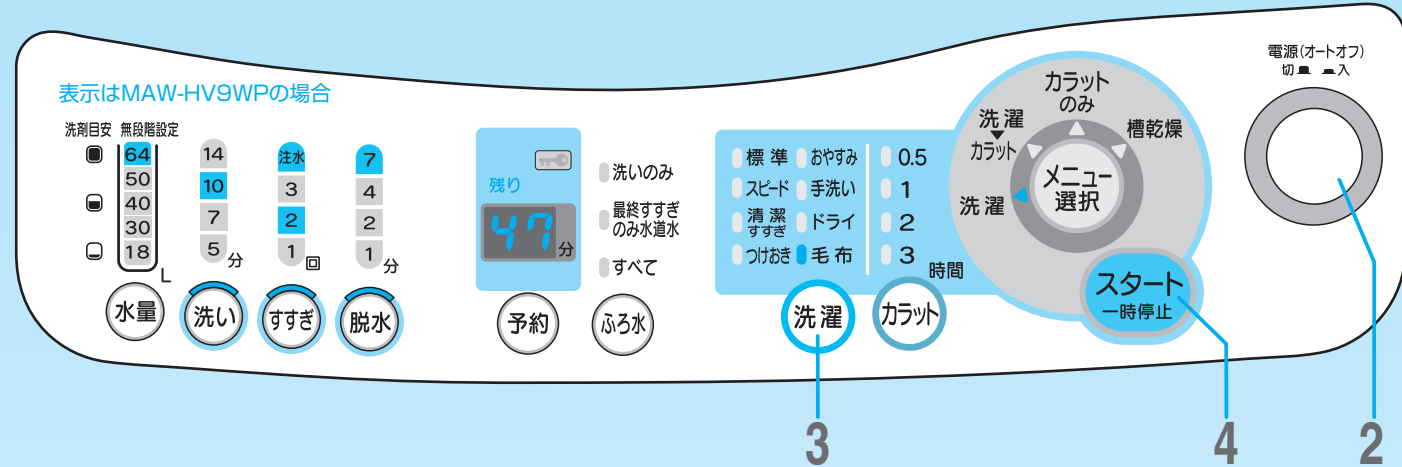 表示はMAW-HV9WPの場合
洗剤目安 無段階設定
64
50
40
30
18
L
水量
14
10
7
5
分
洗い
注水
3
2
1
回
すすぎ
7
4
2
1
分
脱水
残り
47
分
予約
洗いのみ
最終すすぎ
のみ水道水
すべて
ふろ水
標準
スピード
清潔
すすぎ
つけおき
おやすみ
手洗い
ドライ
毛布
洗濯
0.5
1
2
3
時間
カラット
カラット
のみ
洗濯
▼
カラット
槽乾燥
洗濯
メニュー
選択
スタート
一時停止
電源(オートオフ)
切 入
3
4
2